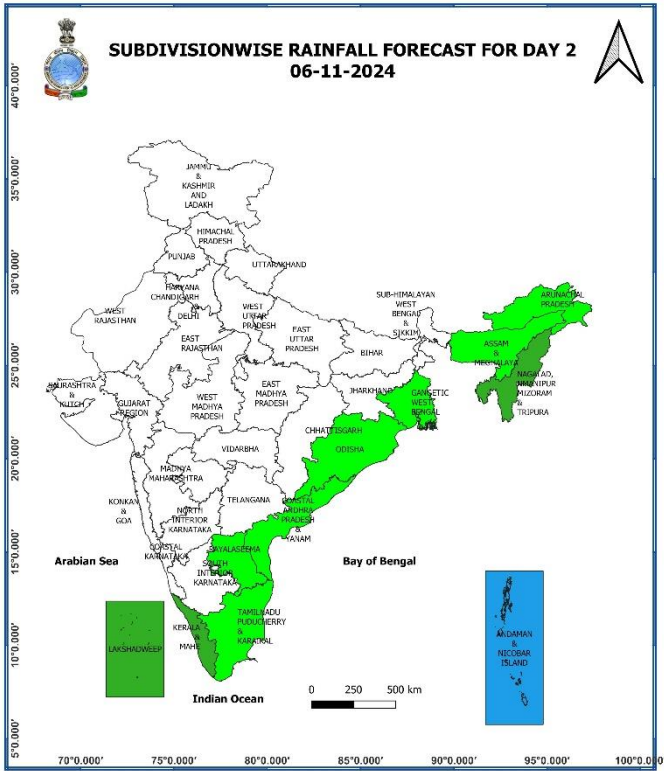 SUBDIVISIONWISE RAINFALL FORECAST FOR DAY 2
06-11-2024
40°0.000'
35°0.000'
30°0.000'
25°0.000'
20°0.000'
15°0.000'
10°0.000'
5°0.000'
JAMMU
&
KASHMIR
AND
LADAKH
HIMACHAL
PRADESH
PUNJAB
UTTARAKHAND
HARYANA
CHANDIGARH
&
DELHI
WEST
RAJASTHAN
EAST
RAJASTHAN
WEST
UTTAR
PRADESH
EAST
UTTAR
PRADESH
SUB-HIMALAYAN
WEST
BENGAL
&
SIKKIM
ARUNACHAL
PRADESH
ASSAM
&
MEGHALAYA
NAGALAD,
MANIPUR
MIZORAM
&
TRIPURA
BIHAR
JHARKHAND
GANGETIC
WEST
BENGAL
SAURASHTRA
&
KUTCH
GUJARAT
REGION
WEST
MADHYA
PRADESH
EAST
MADHYA
PRADESH
CHHATTISGARH
ODISHA
VIDARBHA
MADHYA
MAHARASHTRA
KONKAN
&
GOA
TELANGANA
COASTAL
ANDHRA
PRADESH
&
YANAM
NORTH
INTERIOR
KARNATAKA
COASTAL
KARNATAKA
RAYALASEEMA
SOUTH
INTERIOR
KARNATAKA
Arabian Sea
Bay of Bengal
TAMILNADU
PUDUCHERRY
&
KARAIKAL
KERALA
&
MAHE
LAKSHADWEEP
ANDAMAN
&
NICOBAR
ISLAND
Indian Ocean
0 250 500 km
70°0.000' 75°0.000' 80°0.000' 85°0.000' 90°0.000' 95°0.000' 100°0.000'